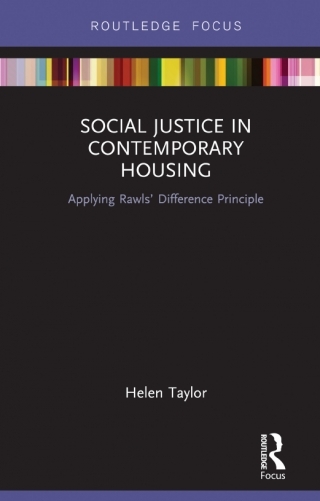 ROUTLEDGE FOCUS
SOCIAL JUSTICE IN
CONTEMPORARY
HOUSING
Applying Rawls' Difference Principle
Helen Taylor
ROUTLEDGE
Focus